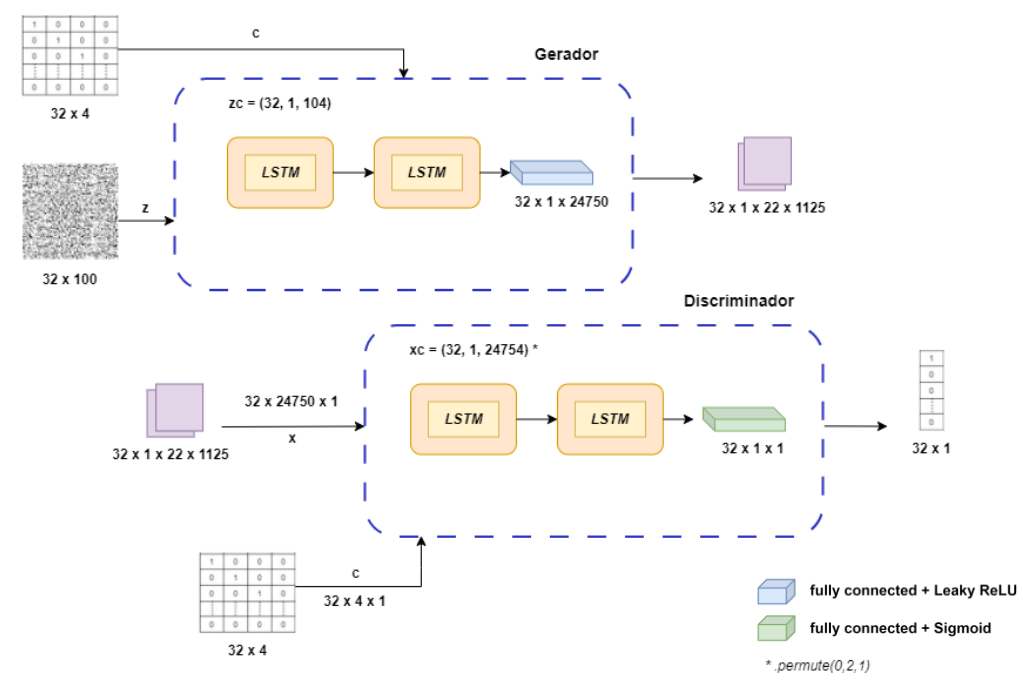 1 0 0 0
0 1 0 0
0 0 1 0
0 0 0 0
32 x 4
c
Gerador
zc = (32, 1, 104)
LSTM
LSTM
32 x 1 x 24750
32 x 1 x 22 x 1125
z
32 x 100
Discriminador
xc = (32, 1, 24754) *
32 x 24750 x 1
x
32 x 1 x 22 x 1125
LSTM
LSTM
32 x 1 x 1
1
0
0
0
32 x 1
1 0 0 0
0 1 0 0
0 0 1 0
0 0 0 0
32 x 4
c
32 x 4 x 1
fully connected + Leaky ReLU
fully connected + Sigmoid
* .permute(0,2,1)